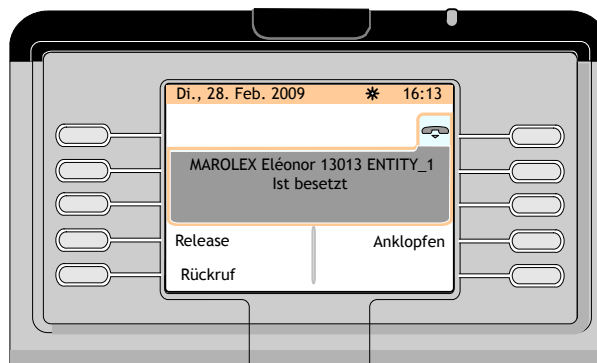 Di., 28. Feb. 2009 16:13
MAROLEX Eléonor 13013 ENTITY_1
Ist besetzt
Release Anklopfen
Rückruf